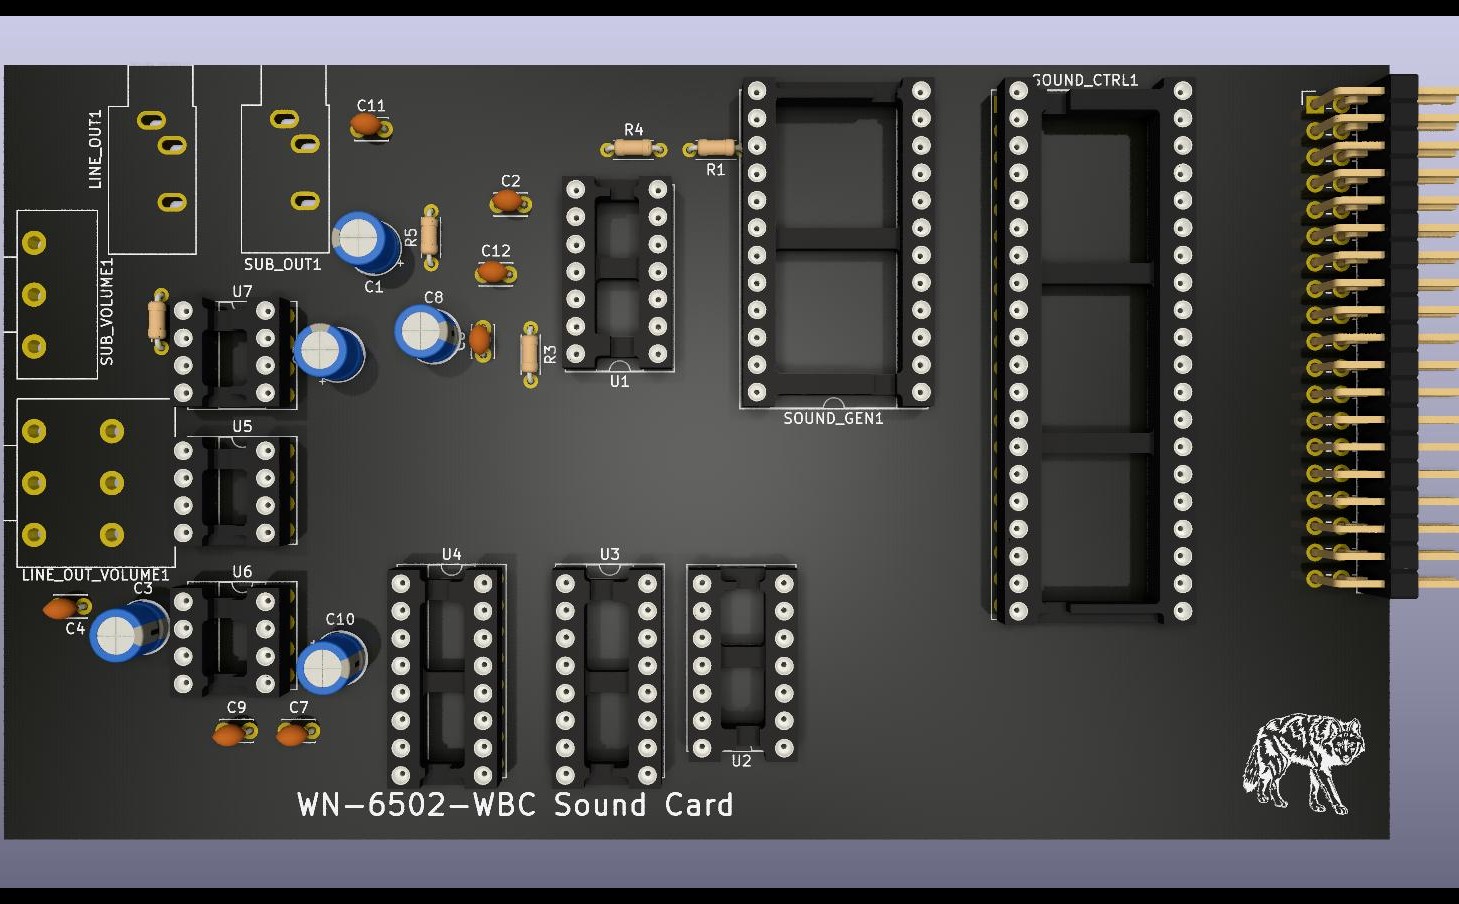 SOUND_CTRL1
C11
LINE_OUT1
R4
R1
C2
R5
C12
SUB_OUT1
SUB_VOLUME1
C1
U7
C8
R3
U1
SOUND_GEN1
U5
U4
U3
LINE_OUT_VOLUME1
U6
C3
C4
C10
C9
C7
U2
WN-6502-WBC Sound Card